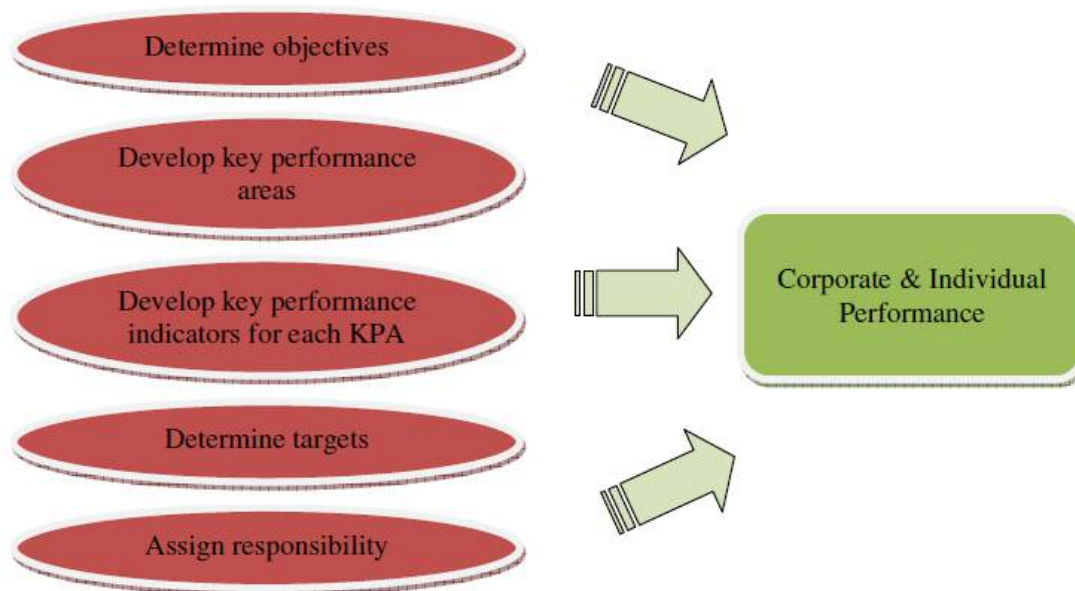 Determine objectives
Develop key performance
areas
Develop key performance
indicators for each KPA
Determine targets
Assign responsibility
Corporate & Individual
Performance